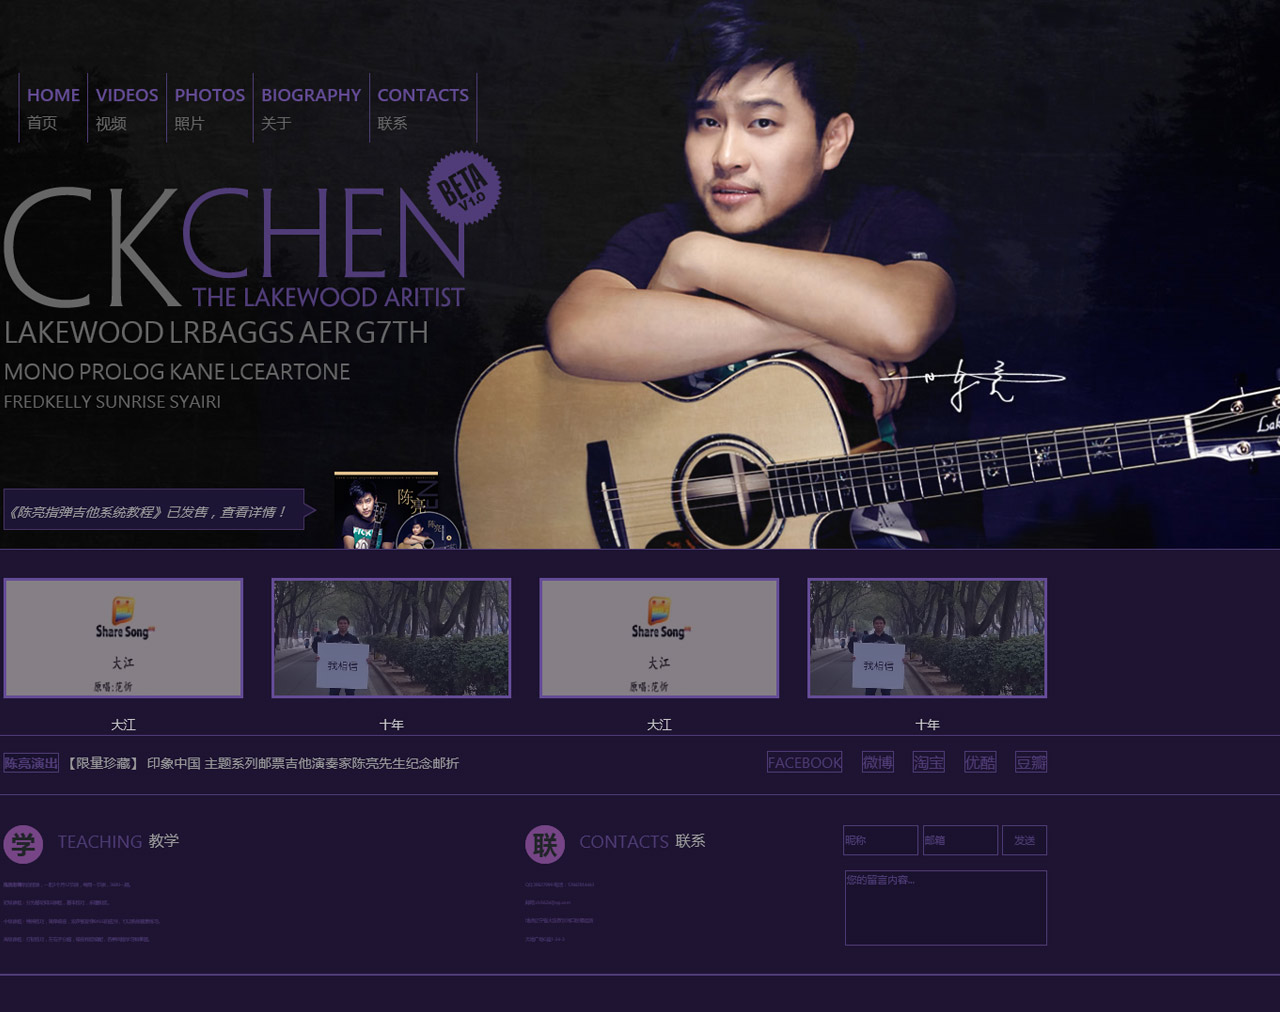 HOME VIDEOS PHOTOS BIOGRAPHY CONTACTS
首页 视频 照片 关于 联系
BETA
V1.0
CKCHEN
THE LAKEWOOD ARITIST
LAKEWOOD LRBAGGS AER G7TH
MONO PROLOG KANE LCEARTONE
FREDKELLY SUNRISE SYAIRI
陈亮
《陈亮指弹吉他系统教程》已发售，查看详情！
Share Song
大江
原唱:范忻
我相信
Share Song
大江
原唱:范忻
我相信
大江 十年 大江 十年
陈亮演出 【限量珍藏】 印象中国 主题系列邮票吉他演奏家陈亮先生纪念邮折 FACEBOOK 微博 淘宝 优酷 豆瓣
学 TEACHING 教学 联 CONTACTS 联系
昵称 邮箱 发送
您的留言内容...